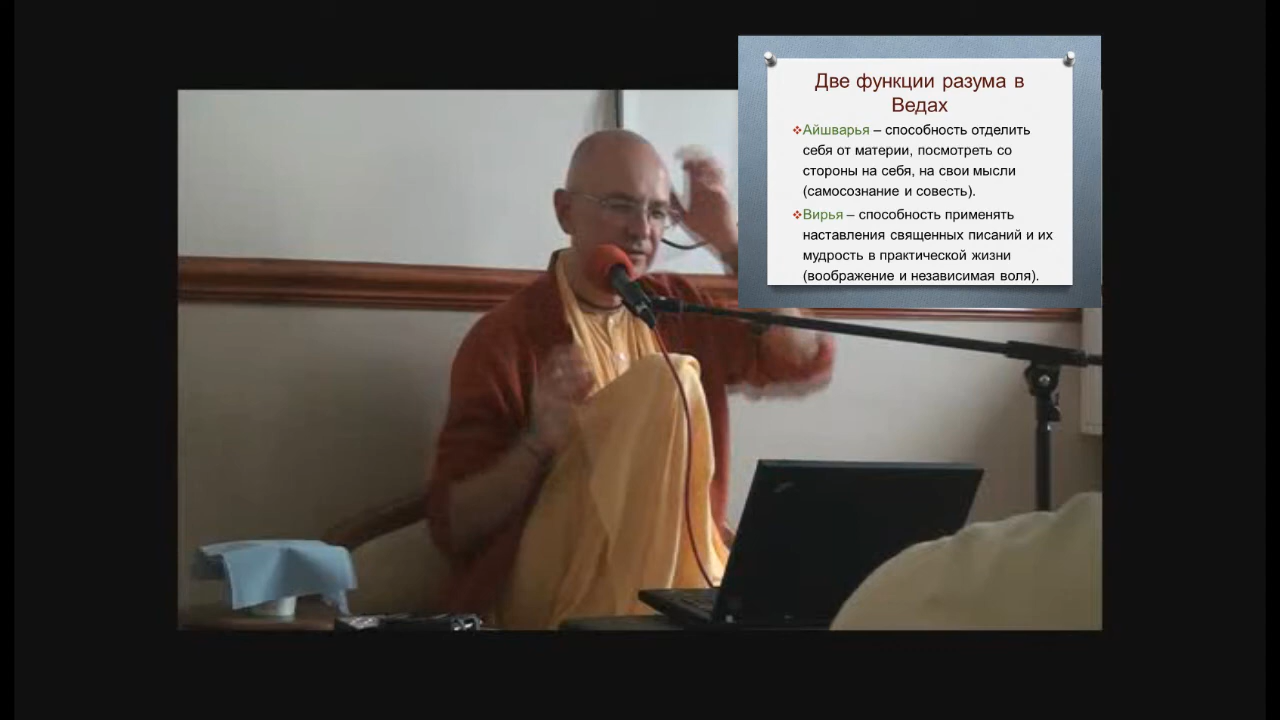 Две функции разума в
Ведах
❖Айшварья – способность отделить
себя от материи, посмотреть со
стороны на себя, на свои мысли
(самосознание и совесть).
❖Вирья – способность применять
наставления священных писаний и их
мудрость в практической жизни
(воображение и независимая воля).